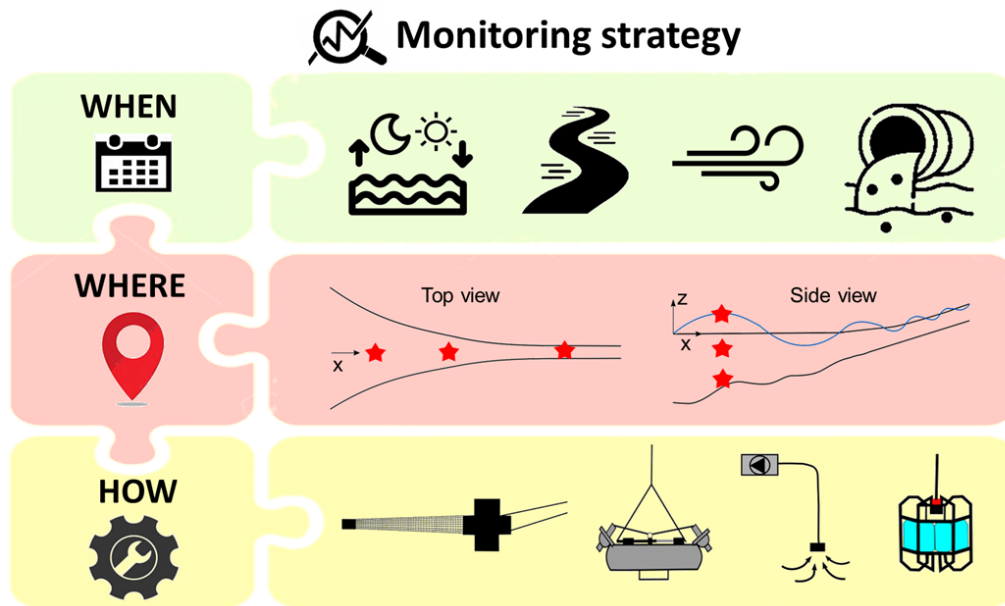 Monitoring strategy
WHEN
WHERE
Top view
x
Side view
z
x
HOW